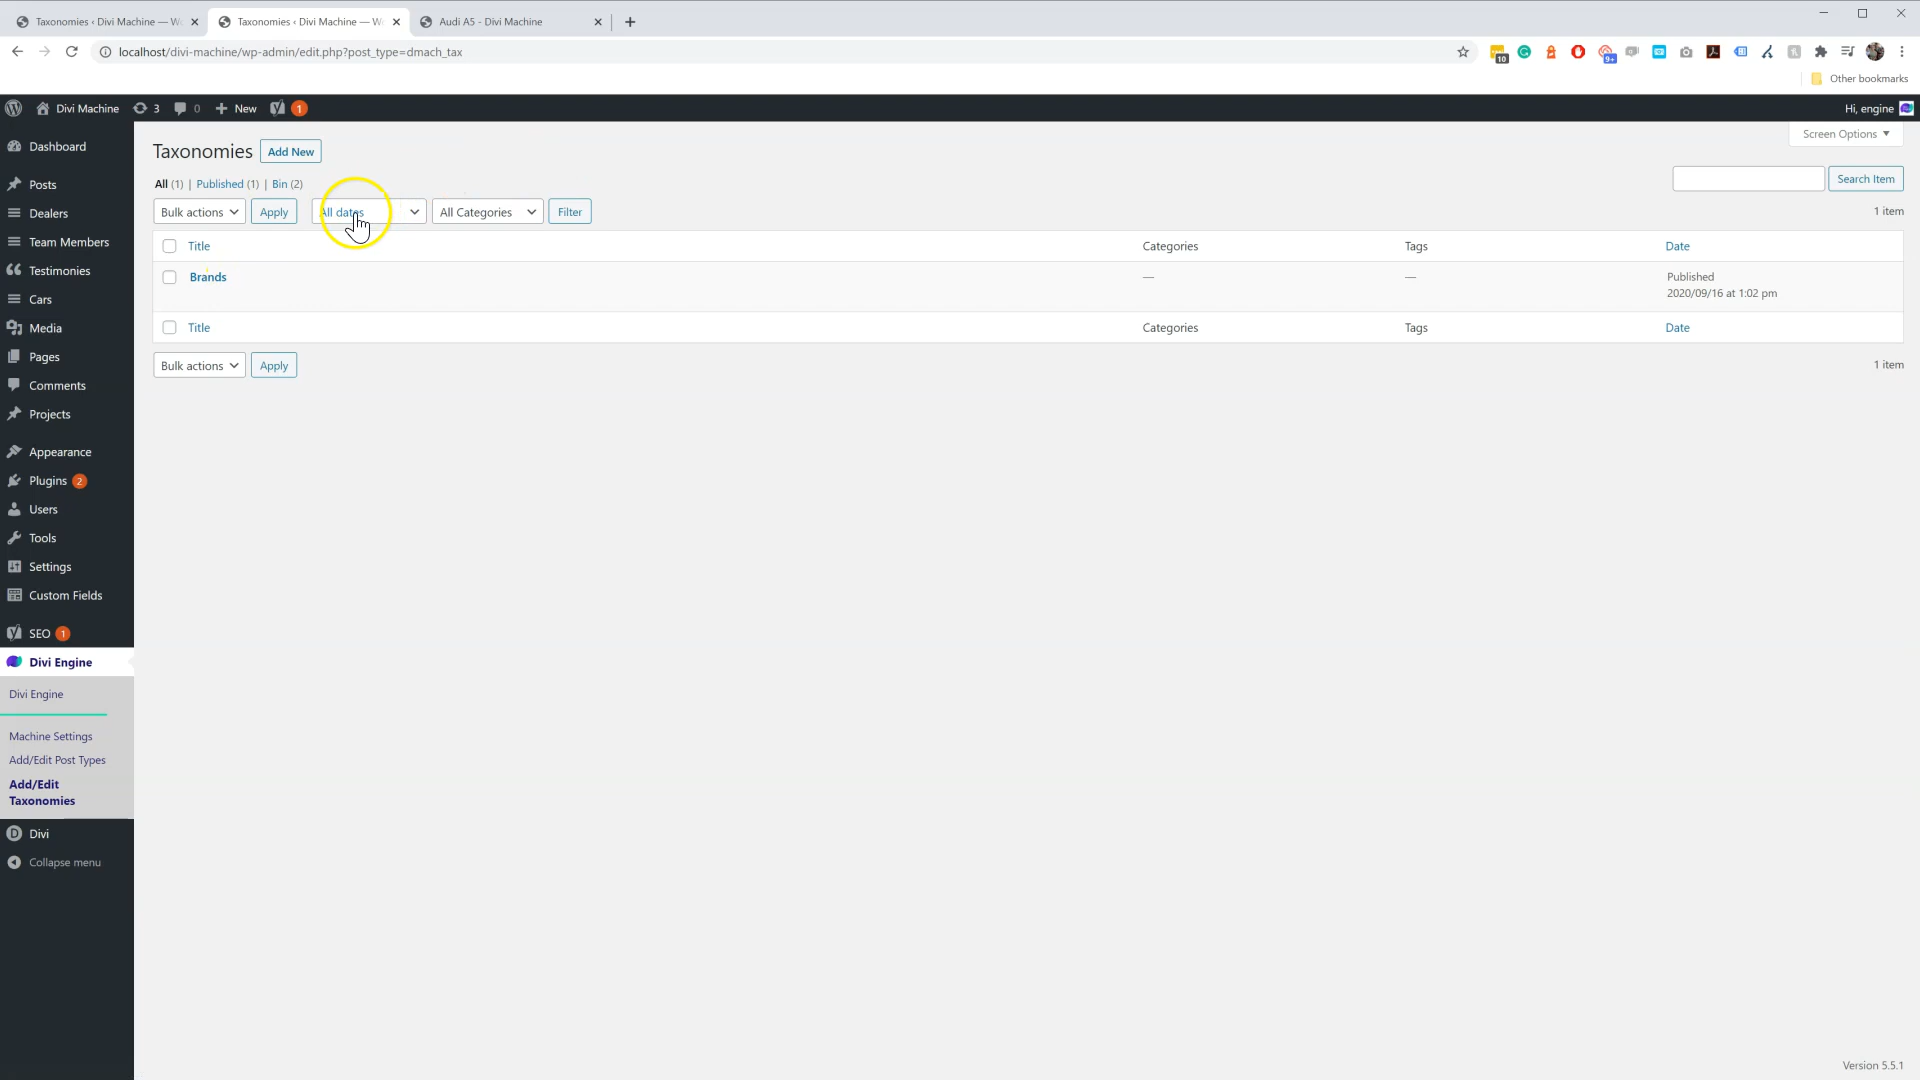 Taxonomies ‹ Divi Machine — Wo
Taxonomies ‹ Divi Machine — Wo
Audi A5 - Divi Machine
localhost/divi-machine/wp-admin/edit.php?post_type=dmach_tax
10
9+
Other bookmarks
Divi Machine
3
0
New
1
Hi, engine
Screen Options
Dashboard
Posts
Dealers
Team Members
Testimonies
Cars
Media
Pages
Comments
Projects
Appearance
Plugins 2
Users
Tools
Settings
Custom Fields
SEO 1
Divi Engine
Divi Engine
Machine Settings
Add/Edit Post Types
Add/Edit
Taxonomies
Divi
Collapse menu
Taxonomies
Add New
All (1) | Published (1) | Bin (2)
Search Item
Bulk actions
Apply
All dates
All Categories
Filter
1 item
Title
Categories
Tags
Date
Brands
—
—
Published
2020/09/16 at 1:02 pm
Title
Categories
Tags
Date
Bulk actions
Apply
1 item
Version 5.5.1